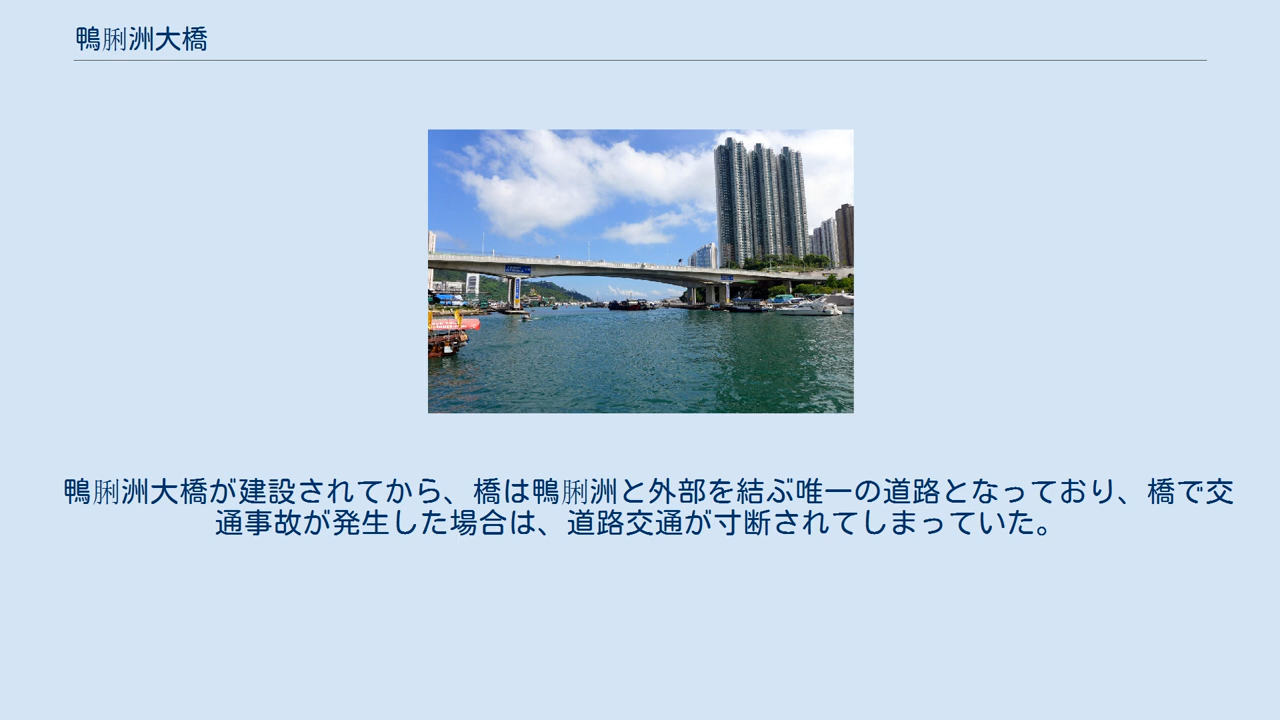 鴨脷洲大橋
鴨脷洲大橋が建設されてから、橋は鴨脷洲と外部を結ぶ唯一の道路となっており、橋で交
通事故が発生した場合は、道路交通が寸断されてしまっていた。